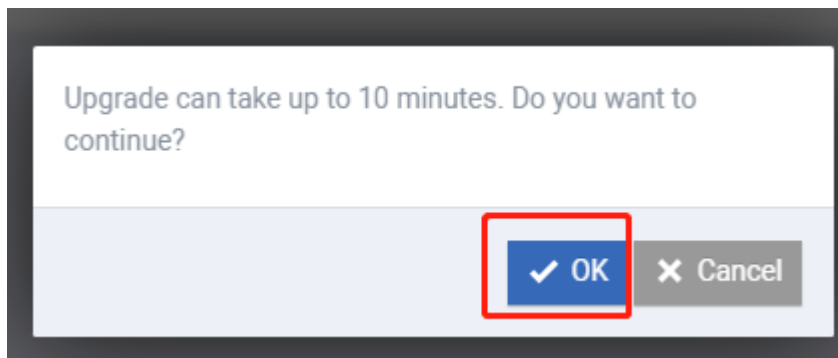 Upgrade can take up to 10 minutes. Do you want to
continue?
OK
Cancel